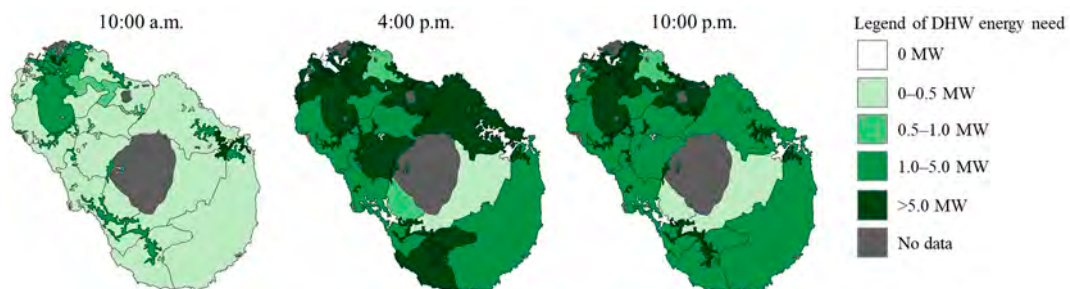 10:00 a.m.
4:00 p.m.
10:00 p.m.
Legend of DHW energy need
0 MW
0–0.5 MW
0.5–1.0 MW
1.0–5.0 MW
>5.0 MW
No data